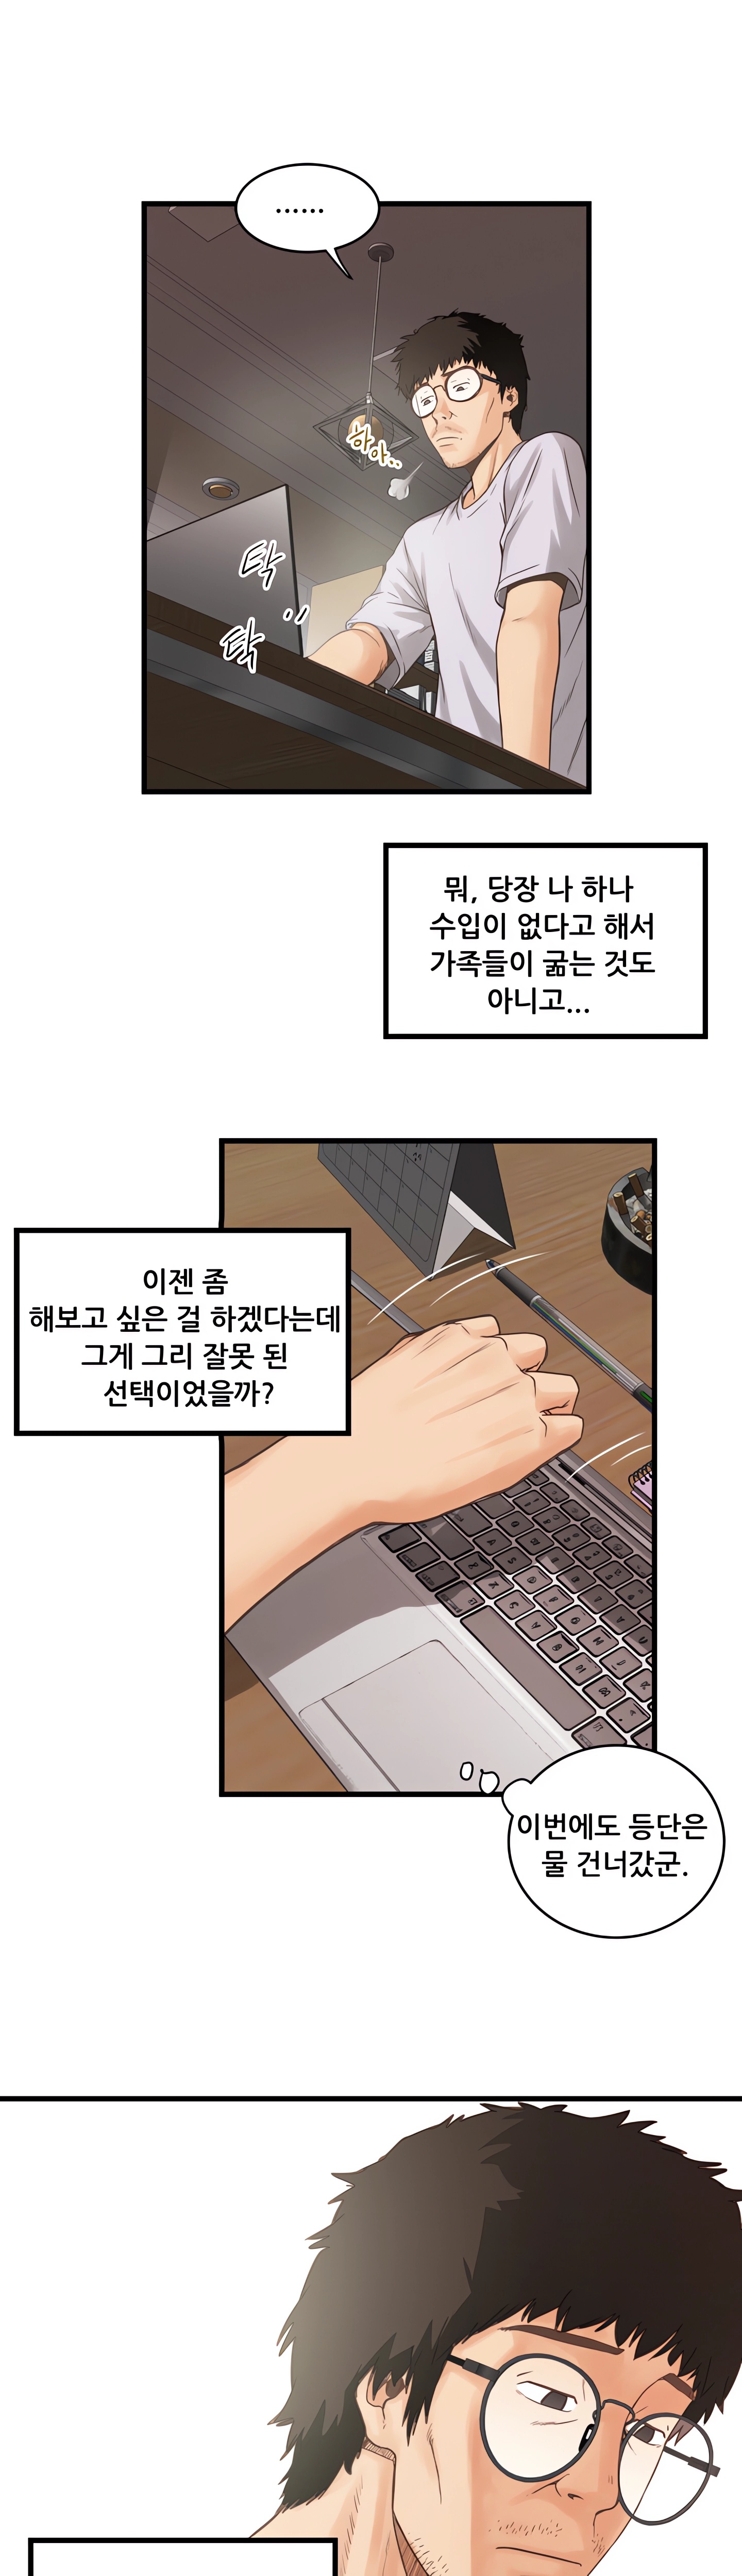 ......
하아..
탁
탁
뭐, 당장 나 하나
수입이 없다고 해서
가족들이 굶는 것도
아니고...
이젠 좀
해보고 싶은 걸 하겠다는데
그게 그리 잘못 된
선택이었을까?
이번에도 등단은
물 건너갔군.